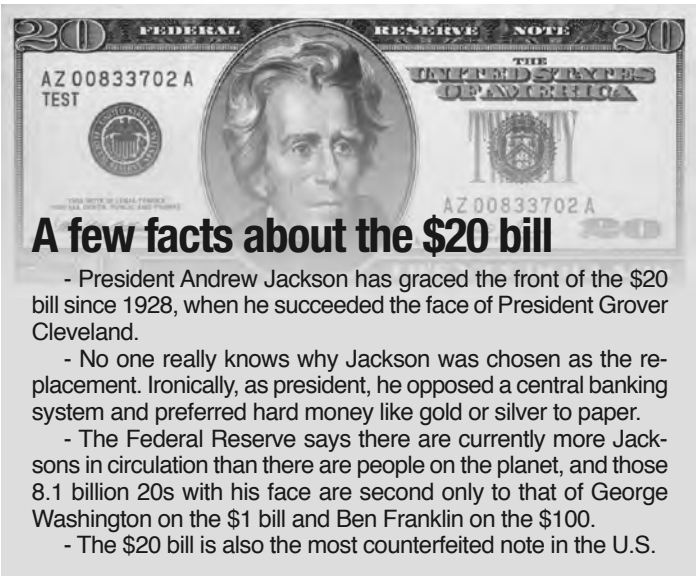 20 FEDERAL RESERVE NOTE 20
THE
UNITED STATES
OF AMERICA
AZ 00833702 A
TEST
AZ 00833702 A
A few facts about the $20 bill
- President Andrew Jackson has graced the front of the $20
bill since 1928, when he succeeded the face of President Grover
Cleveland.
- No one really knows why Jackson was chosen as the re-
placement. Ironically, as president, he opposed a central banking
system and preferred hard money like gold or silver to paper.
- The Federal Reserve says there are currently more Jack-
sons in circulation than there are people on the planet, and those
8.1 billion 20s with his face are second only to that of George
Washington on the $1 bill and Ben Franklin on the $100.
- The $20 bill is also the most counterfeited note in the U.S.